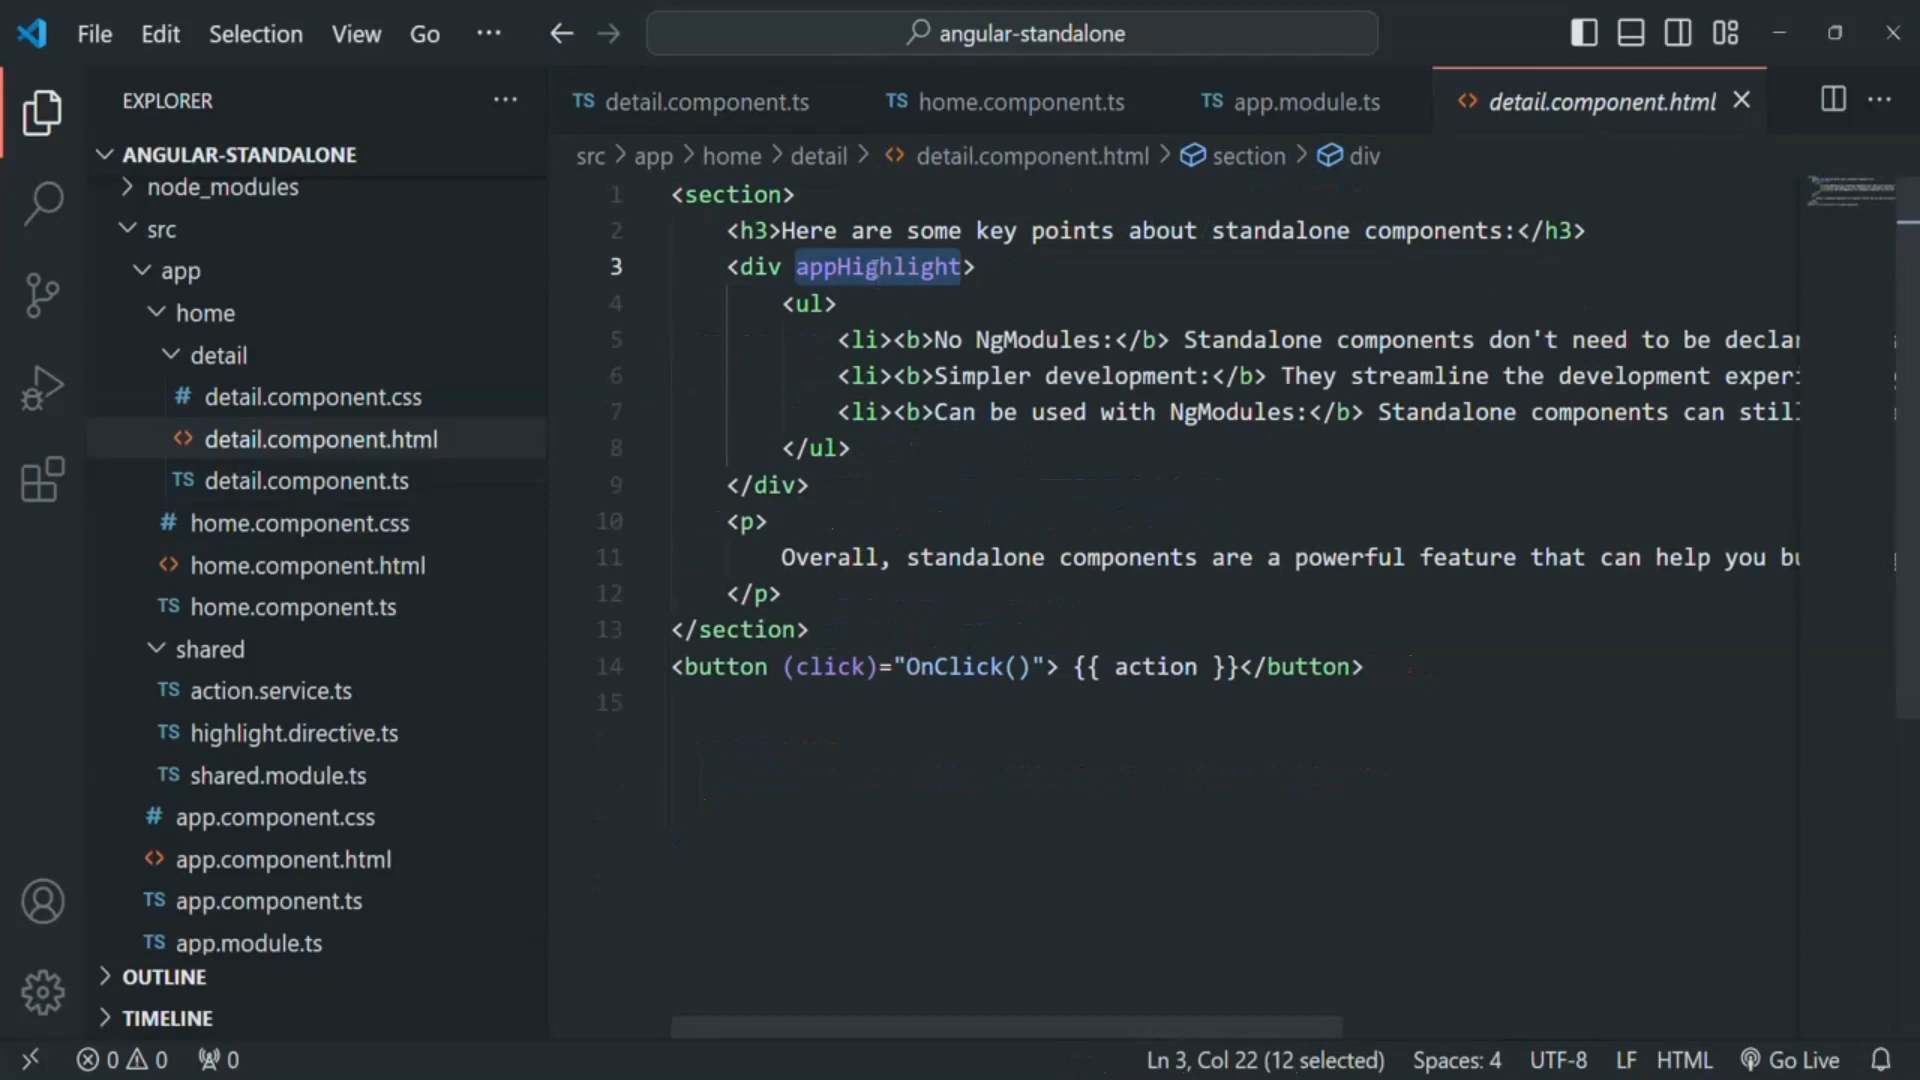 File Edit Selection View Go ··· angular-standalone
EXPLORER ···
ANGULAR-STANDALONE
node_modules
src
app
home
detail
# detail.component.css
<> detail.component.html
TS detail.component.ts
# home.component.css
<> home.component.html
TS home.component.ts
shared
TS action.service.ts
TS highlight.directive.ts
TS shared.module.ts
# app.component.css
<> app.component.html
TS app.component.ts
TS app.module.ts
OUTLINE
TIMELINE
TS detail.component.ts TS home.component.ts TS app.module.ts <> detail.component.html ···
src > app > home > detail > <> detail.component.html > section > div
1 <section>
2 <h3>Here are some key points about standalone components:</h3>
3 <div appHighlight>
4 <ul>
5 <li><b>No NgModules:</b> Standalone components don't need to be declar
6 <li><b>Simpler development:</b> They streamline the development experi
7 <li><b>Can be used with NgModules:</b> Standalone components can still
8 </ul>
9 </div>
10 <p>
11 Overall, standalone components are a powerful feature that can help you bu
12 </p>
13 </section>
14 <button (click)="OnClick()"> {{ action }}</button>
15
0 0 0 Ln 3, Col 22 (12 selected) Spaces: 4 UTF-8 LF HTML Go Live